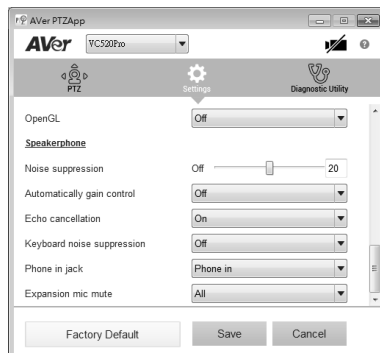 AVer PTZApp
AVer VC520Pro
PTZ Settings Diagnostic Utility
OpenGL Off
Speakerphone
Noise suppression Off 20
Automatically gain control Off
Echo cancellation On
Keyboard noise suppression Off
Phone in jack Phone in
Expansion mic mute All
Factory Default Save Cancel